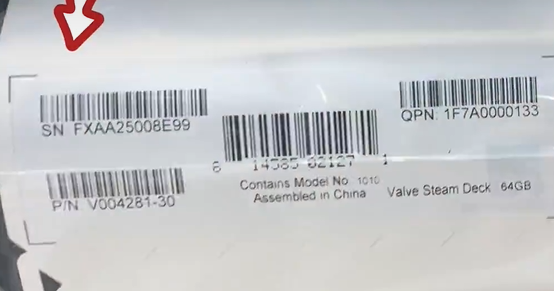 SN FXAA25008E99
QPN: 1F7A0000133
6 14585 02127 1
P/N V004281-30
Contains Model No 1010
Assembled in China
Valve Steam Deck 64GB